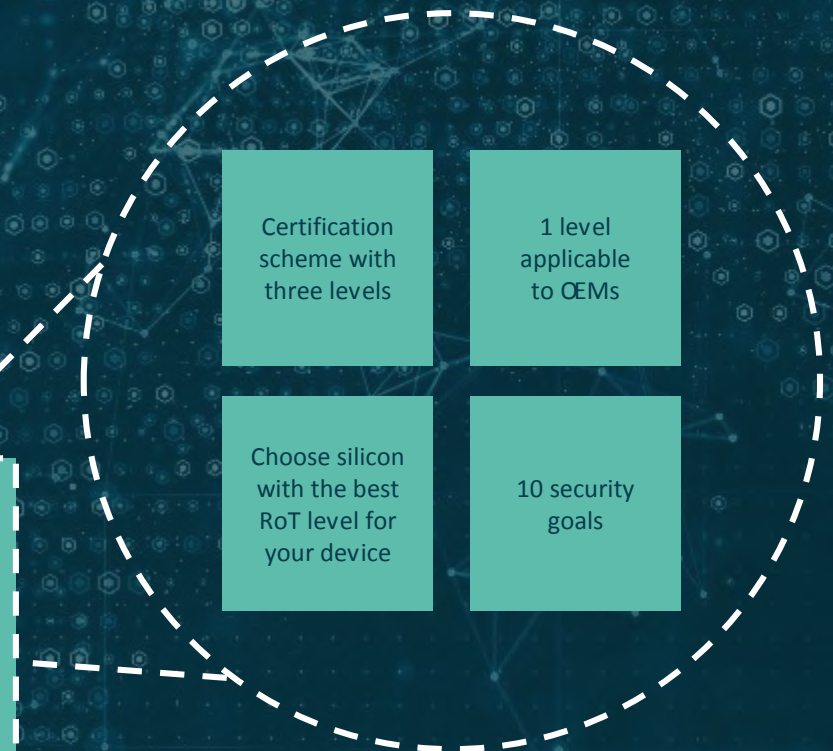 Certification
scheme with
three levels
1 level
applicable
to ŒMs
Choose silicon
with the best
RoT level for
your device
10 security
goals